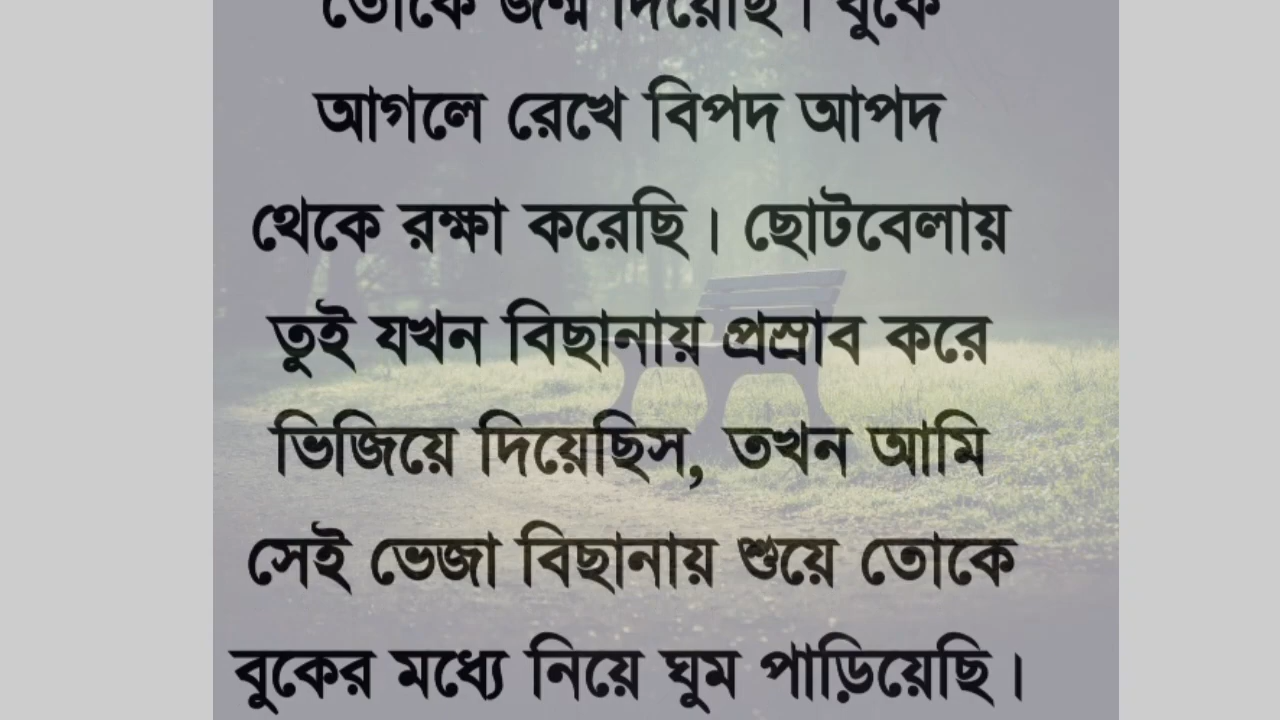 তোকে জন্ম দিয়েছি। বুকে
আগলে রেখে বিপদ আপদ
থেকে রক্ষা করেছি। ছোটবেলায়
তুই যখন বিছানায় প্রস্রাব করে
ভিজিয়ে দিয়েছিস, তখন আমি
সেই ভেজা বিছানায় শুয়ে তোকে
বুকের মধ্যে নিয়ে ঘুম পাড়িয়েছি।